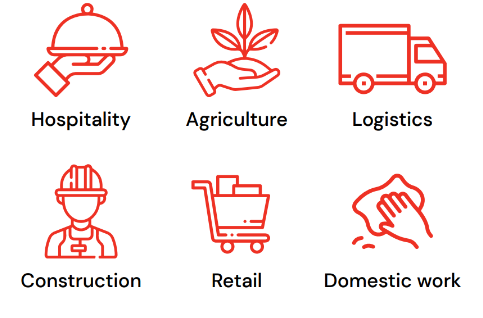 Hospitality
Agriculture
Logistics
Construction
Retail
Domestic work